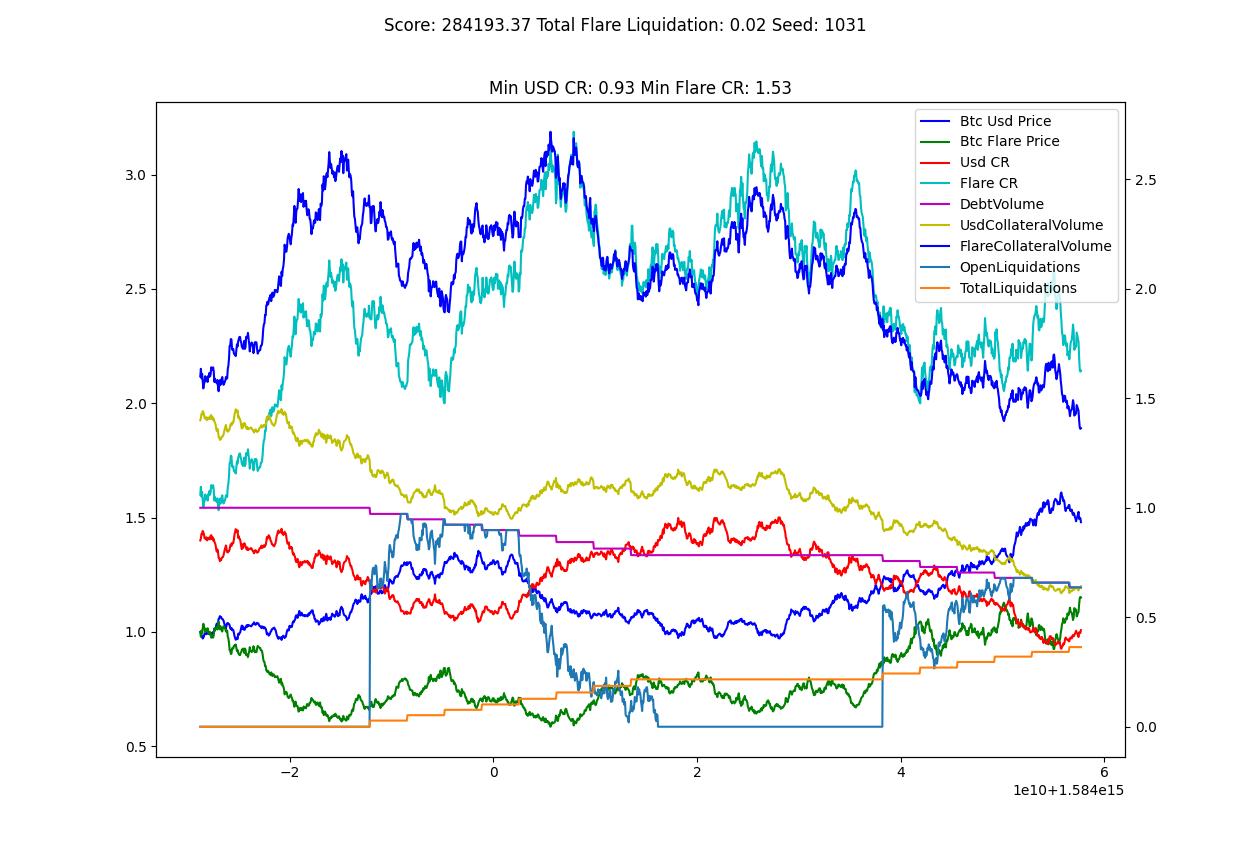 Score: 284193.37 Total Flare Liquidation: 0.02 Seed: 1031
Min USD CR: 0.93 Min Flare CR: 1.53
Btc Usd Price
Btc Flare Price
Usd CR
Flare CR
DebtVolume
UsdCollateralVolume
FlareCollateralVolume
OpenLiquidations
TotalLiquidations
3.0
2.5
2.0
1.5
1.0
0.5
2.5
2.0
1.5
1.0
0.5
0.0
−2
0
2
4
6
1e10+1.584e15